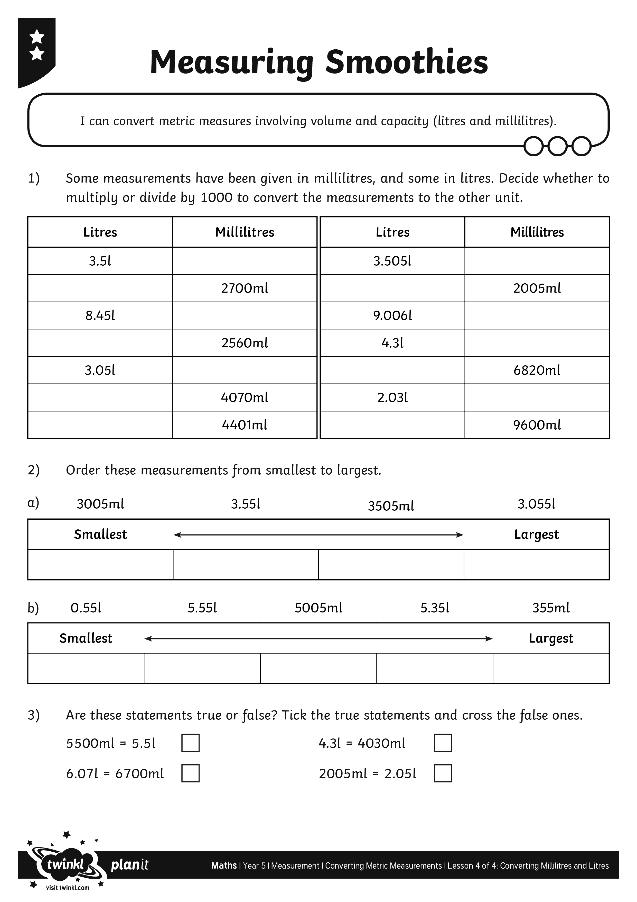 Measuring Smoothies
I can convert metric measures involving volume and capacity (litres and millilitres).
1) Some measurements have been given in millilitres, and some in litres. Decide whether to
multiply or divide by 1000 to convert the measurements to the other unit.
Litres Millilitres Litres Millilitres
3.5l 3.505l
2700ml 2005ml
8.45l 9.006l
2560ml 4.3l
3.05l 6820ml
4070ml 2.03l
4401ml 9600ml
2) Order these measurements from smallest to largest.
a) 3005ml 3.55l 3505ml 3.055l
Smallest Largest
b) 0.55l 5.55l 5005ml 5.35l 355ml
Smallest Largest
3) Are these statements true or false? Tick the true statements and cross the false ones.
5500ml = 5.5l 4.3l = 4030ml
6.07l = 6700ml 2005ml = 2.05l
twinkl planit Maths | Year 5 | Measurement | Converting Metric Measurements | Lesson 4 of 4: Converting Millilitres and Litres
visit twinkl.com